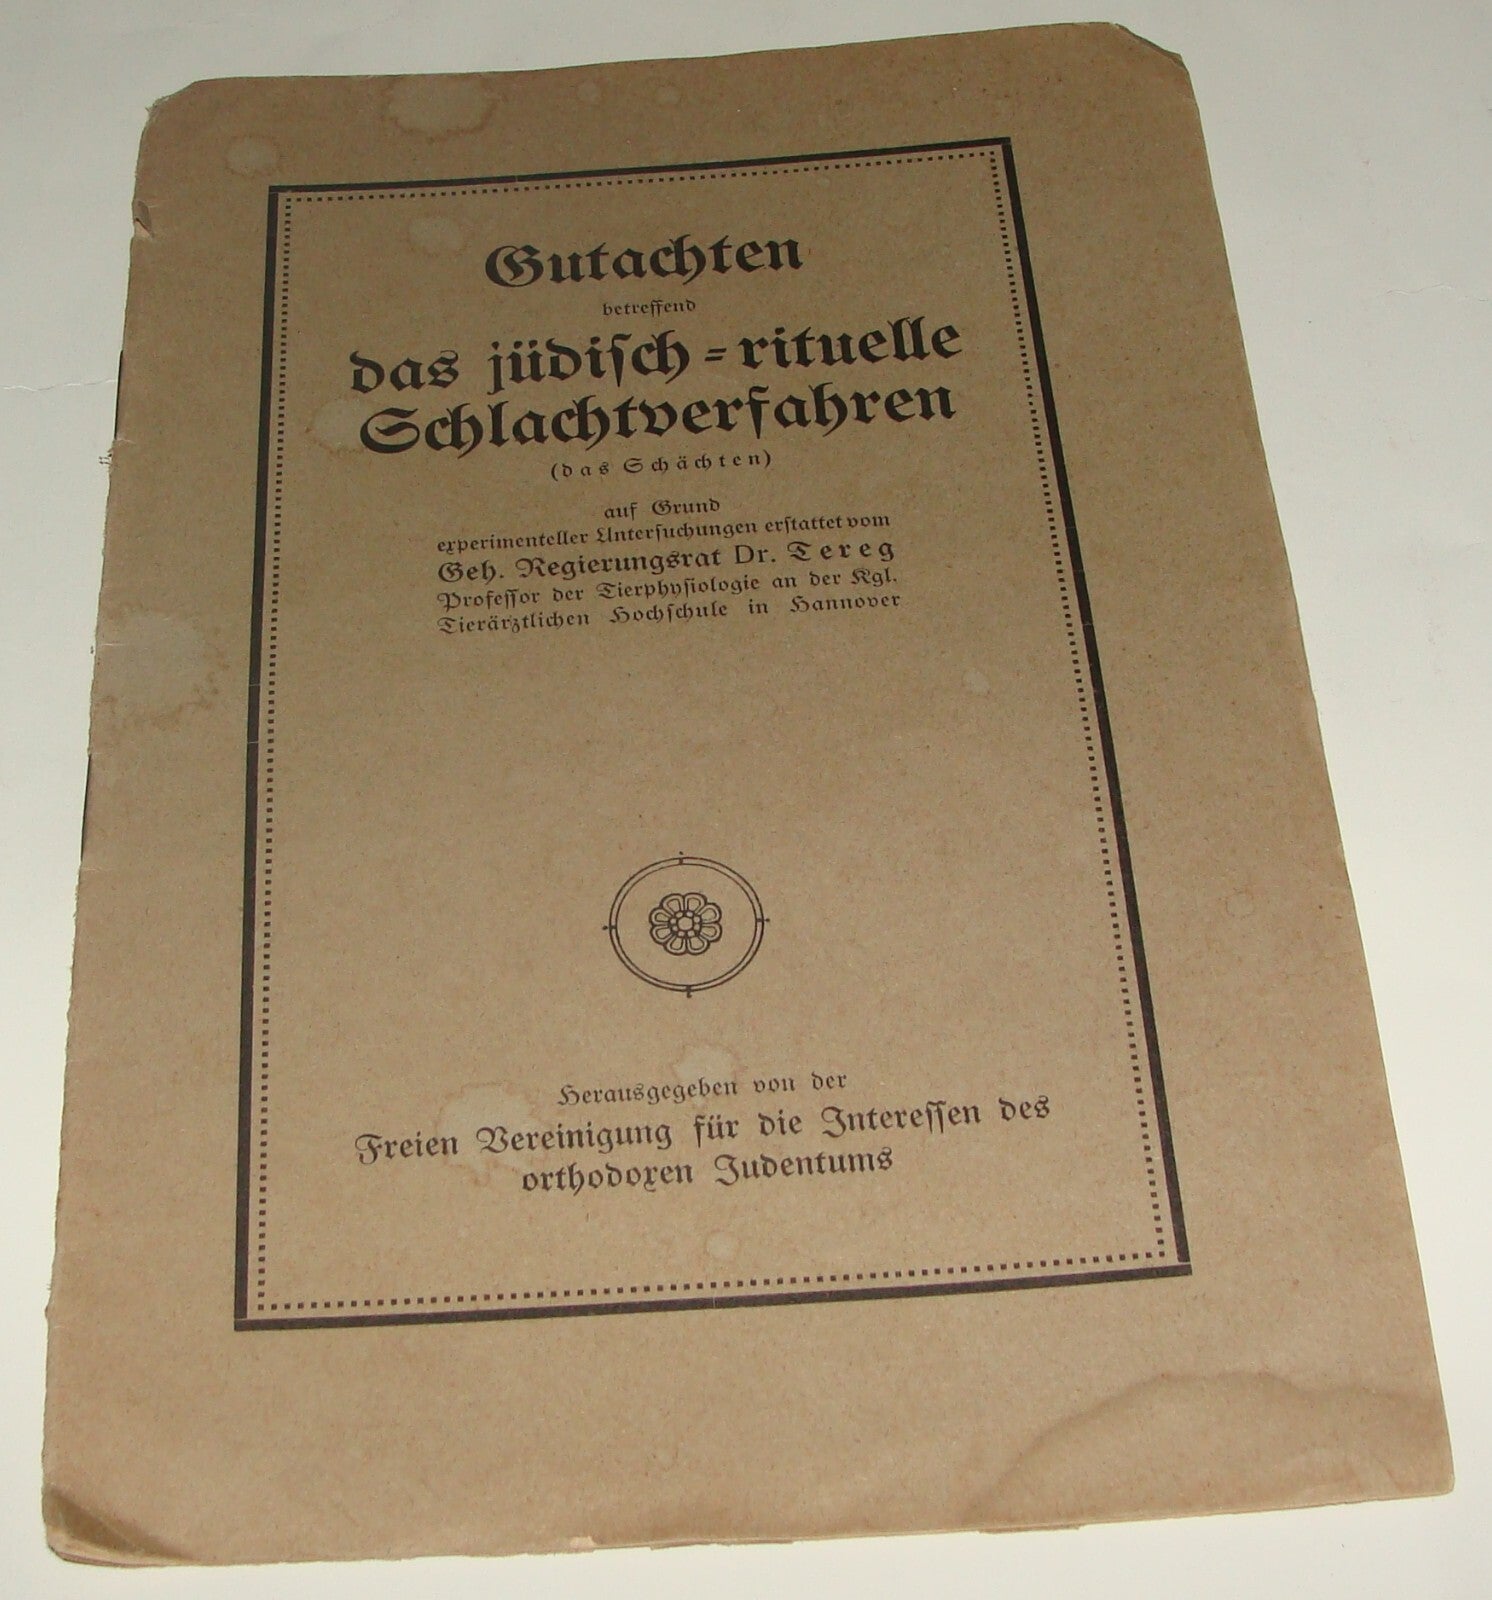 Gutachten
betreffend
das jüdiſch=rituelle
Schlachtverfahren
(das Schächten)
auf Grund
experimenteller Unterſuchungen erſtattet vom
Geh. Regierungsrat Dr. Tereg
Profeſſor der Tierphyſiologie an der Kgl.
Tierärztlichen Hochſchule in Hannover
Herausgegeben von der
Freien Vereinigung für die Intereſſen des
orthodoxen Judentums